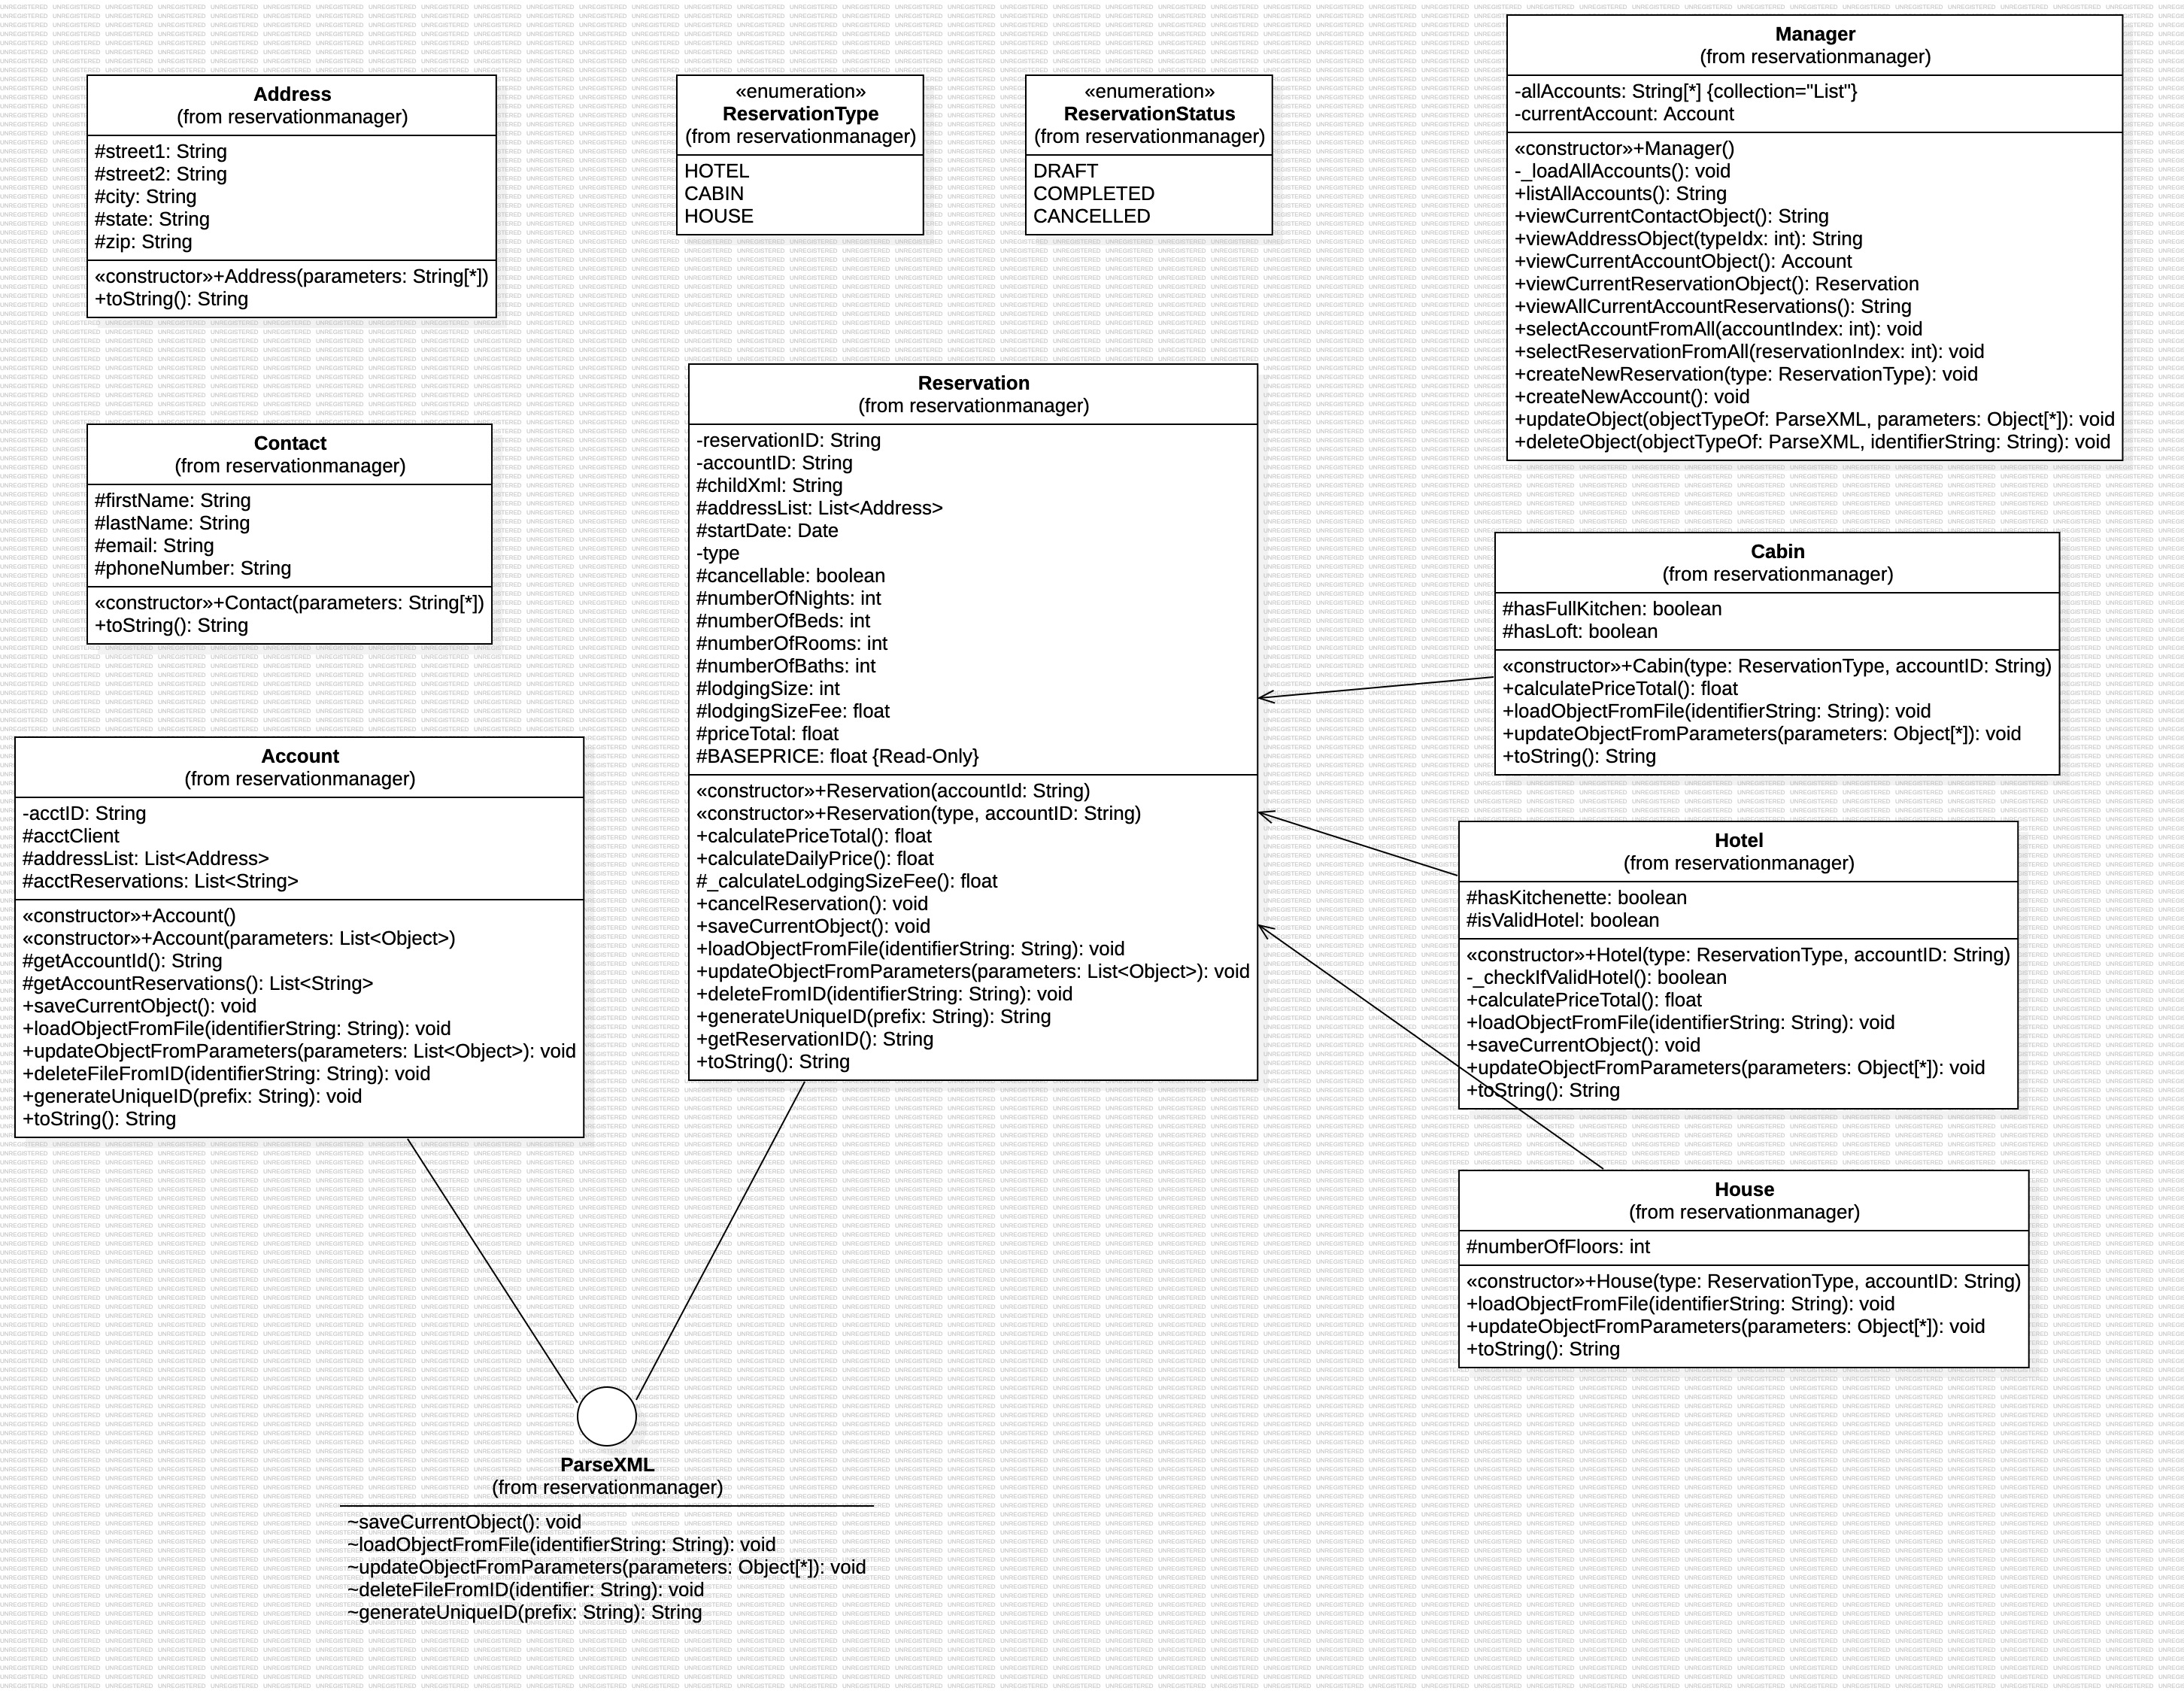 Address
(from reservationmanager)
#street1: String
#street2: String
#city: String
#state: String
#zip: String
«constructor»+Address(parameters: String[*])
+toString(): String
«enumeration»
ReservationType
(from reservationmanager)
HOTEL
CABIN
HOUSE
«enumeration»
ReservationStatus
(from reservationmanager)
DRAFT
COMPLETED
CANCELLED
Manager
(from reservationmanager)
-allAccounts: String[*] {collection="List"}
-currentAccount: Account
«constructor»+Manager()
-_loadAllAccounts(): void
+listAllAccounts(): String
+viewCurrentContactObject(): String
+viewAddressObject(typeIdx: int): String
+viewCurrentAccountObject(): Account
+viewCurrentReservationObject(): Reservation
+viewAllCurrentAccountReservations(): String
+selectAccountFromAll(accountIndex: int): void
+selectReservationFromAll(reservationIndex: int): void
+createNewReservation(type: ReservationType): void
+createNewAccount(): void
+updateObject(objectTypeOf: ParseXML, parameters: Object[*]): void
+deleteObject(objectTypeOf: ParseXML, identifierString: String): void
Contact
(from reservationmanager)
#firstName: String
#lastName: String
#email: String
#phoneNumber: String
«constructor»+Contact(parameters: String[*])
+toString(): String
Reservation
(from reservationmanager)
-reservationID: String
-accountID: String
#childXml: String
#addressList: List<Address>
#startDate: Date
-type
#cancellable: boolean
#numberOfNights: int
#numberOfBeds: int
#numberOfRooms: int
#numberOfBaths: int
#lodgingSize: int
#lodgingSizeFee: float
#priceTotal: float
#BASEPRICE: float {Read-Only}
«constructor»+Reservation(accountId: String)
«constructor»+Reservation(type, accountID: String)
+calculatePriceTotal(): float
+calculateDailyPrice(): float
#_calculateLodgingSizeFee(): float
+cancelReservation(): void
+saveCurrentObject(): void
+loadObjectFromFile(identifierString: String): void
+updateObjectFromParameters(parameters: List<Object>): void
+deleteFromID(identifierString: String): void
+generateUniqueID(prefix: String): String
+getReservationID(): String
+toString(): String
Cabin
(from reservationmanager)
#hasFullKitchen: boolean
#hasLoft: boolean
«constructor»+Cabin(type: ReservationType, accountID: String)
+calculatePriceTotal(): float
+loadObjectFromFile(identifierString: String): void
+updateObjectFromParameters(parameters: Object[*]): void
+toString(): String
Account
(from reservationmanager)
-acctID: String
#acctClient
#addressList: List<Address>
#acctReservations: List<String>
«constructor»+Account()
«constructor»+Account(parameters: List<Object>)
#getAccountId(): String
#getAccountReservations(): List<String>
+saveCurrentObject(): void
+loadObjectFromFile(identifierString: String): void
+updateObjectFromParameters(parameters: List<Object>): void
+deleteFileFromID(identifierString: String): void
+generateUniqueID(prefix: String): void
+toString(): String
Hotel
(from reservationmanager)
#hasKitchenette: boolean
#isValidHotel: boolean
«constructor»+Hotel(type: ReservationType, accountID: String)
-_checkIfValidHotel(): boolean
+calculatePriceTotal(): float
+loadObjectFromFile(identifierString: String): void
+saveCurrentObject(): void
+updateObjectFromParameters(parameters: Object[*]): void
+toString(): String
House
(from reservationmanager)
#numberOfFloors: int
«constructor»+House(type: ReservationType, accountID: String)
+loadObjectFromFile(identifierString: String): void
+updateObjectFromParameters(parameters: Object[*]): void
+toString(): String
ParseXML
(from reservationmanager)
~saveCurrentObject(): void
~loadObjectFromFile(identifierString: String): void
~updateObjectFromParameters(parameters: Object[*]): void
~deleteFileFromID(identifier: String): void
~generateUniqueID(prefix: String): String
UNREGISTERED